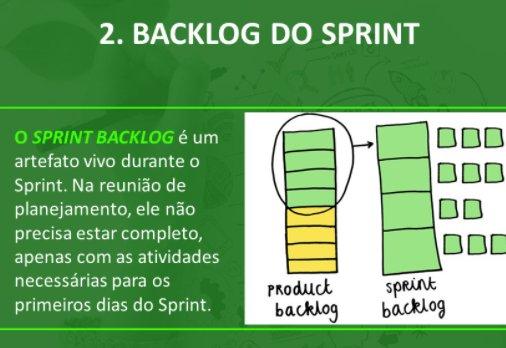 2. BACKLOG DO SPRINT
O SPRINT BACKLOG é um
artefato vivo durante o
Sprint. Na reunião de
planejamento, ele não
precisa estar completo,
apenas com as atividades
necessárias para os
primeiros dias do Sprint.
PRODUCT
backlog
SPRINT
backlog